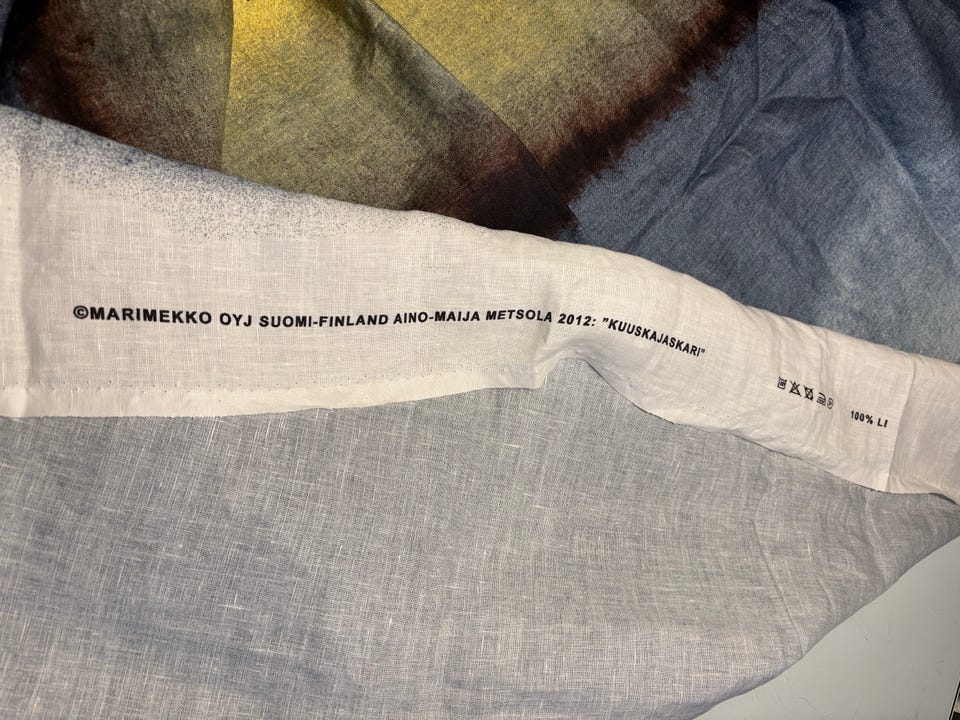 ©MARIMEKKO OYJ SUOMI-FINLAND AINO-MAIJA METSOLA 2012: "KUUSKAJASKARI"
100% LI